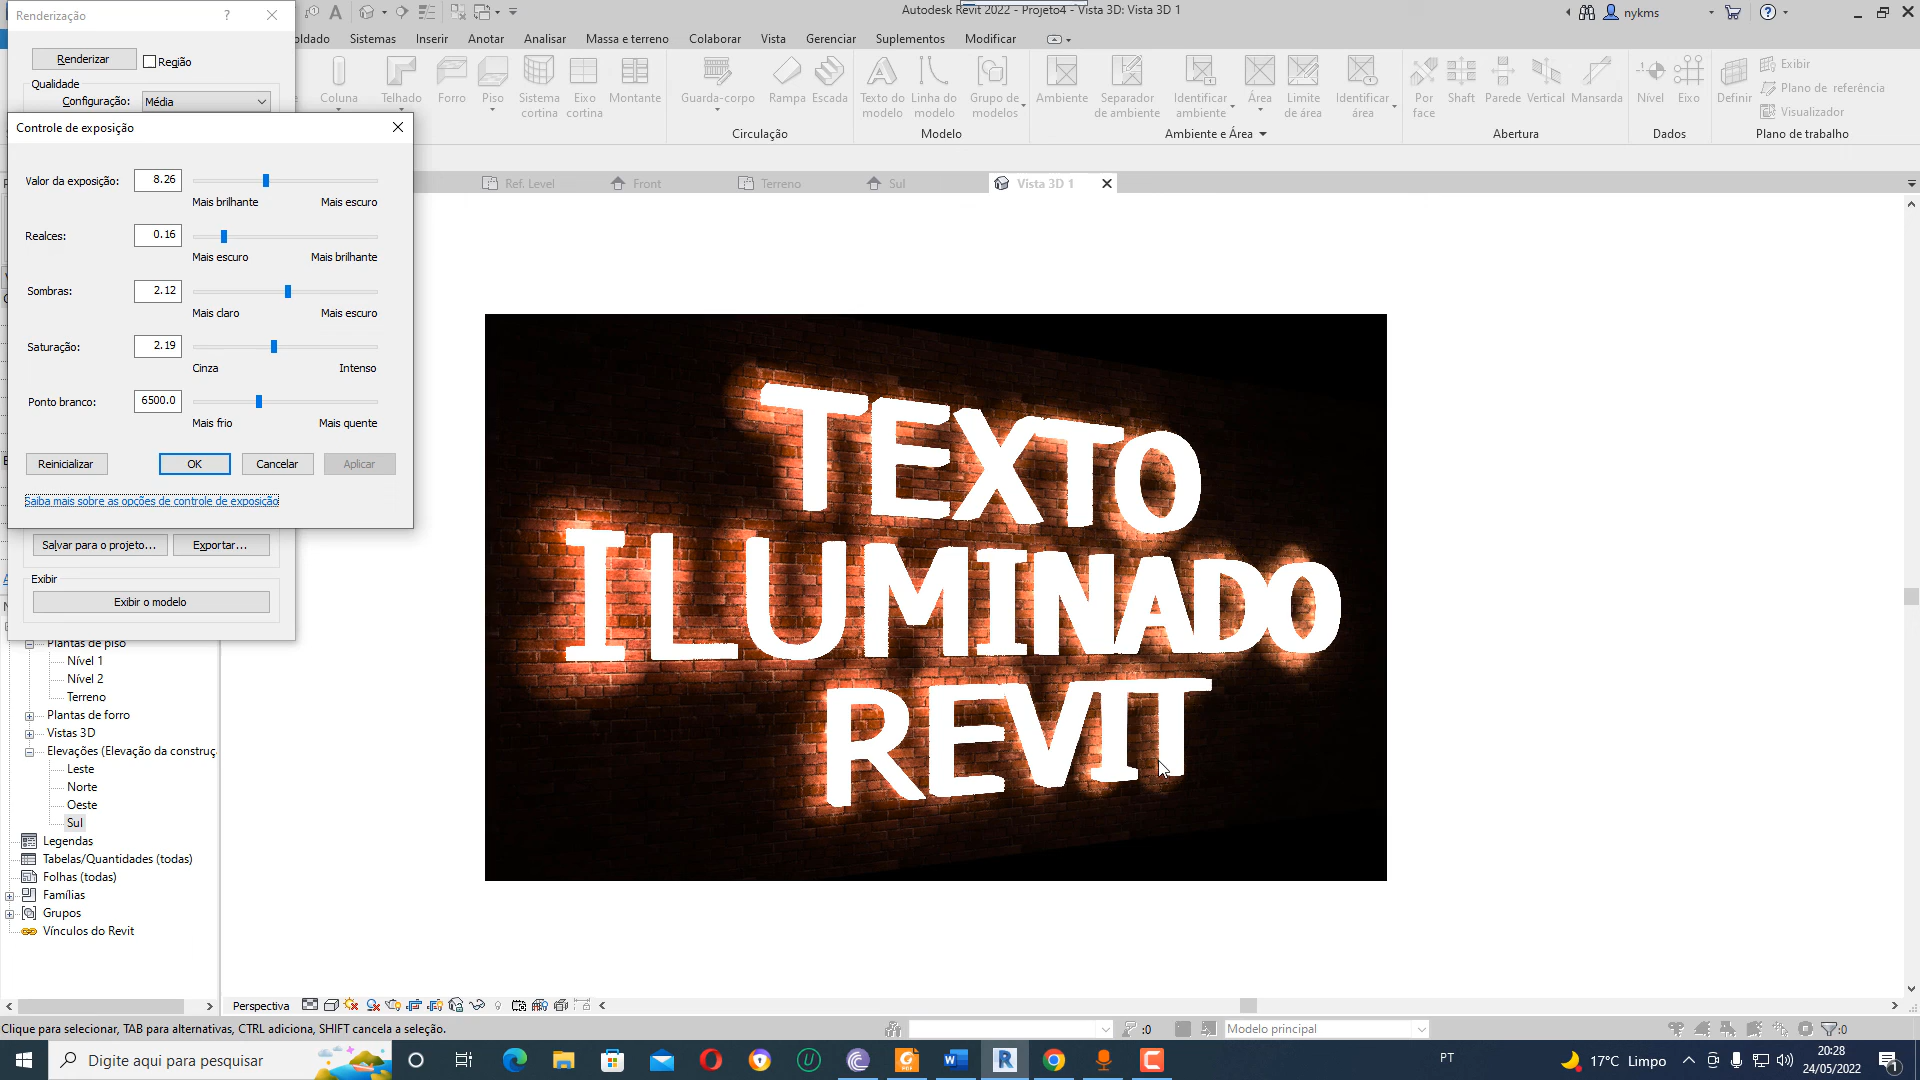 Renderização
?
Autodesk Revit 2022 - Projeto4 - Vista 3D: Vista 3D 1
nykms
Sistemas
Inserir
Anotar
Analisar
Massa e terreno
Colaborar
Vista
Gerenciar
Suplementos
Modificar
Renderizar
Região
Qualidade
Configuração:
Média
Coluna
Telhado
Forro
Piso
Sistema cortina
Eixo cortina
Montante
Guarda-corpo
Rampa
Escada
Circulação
Texto do modelo
Linha do modelo
Grupo de modelos
Modelo
Ambiente
Separador de ambiente
Identificar ambiente
Área
Limite de área
Identificar área
Ambiente e Área
Por face
Shaft
Parede
Vertical
Mansarda
Abertura
Nível
Eixo
Dados
Definir
Exibir
Plano de referência
Visualizador
Plano de trabalho
Ref. Level
Front
Terreno
Sul
Vista 3D 1
Controle de exposição
Valor da exposição:
8.26
Mais brilhante
Mais escuro
Realces:
0.16
Mais escuro
Mais brilhante
Sombras:
2.12
Mais claro
Mais escuro
Saturação:
2.19
Cinza
Intenso
Ponto branco:
6500.0
Mais frio
Mais quente
Reinicializar
OK
Cancelar
Aplicar
Saiba mais sobre as opções de controle de exposição
Salvar para o projeto...
Exportar...
Exibir
Exibir o modelo
TEXTO
ILUMINADO
REVIT
Plantas de piso
Nível 1
Nível 2
Terreno
Plantas de forro
Vistas 3D
Elevações (Elevação da construç
Leste
Norte
Oeste
Sul
Legendas
Tabelas/Quantidades (todas)
Folhas (todas)
Famílias
Grupos
Vínculos do Revit
Perspectiva
Clique para selecionar, TAB para alternativas, CTRL adiciona, SHIFT cancela a seleção.
:0
Modelo principal
:0
Digite aqui para pesquisar
PT
17°C Limpo
20:28
24/05/2022
1